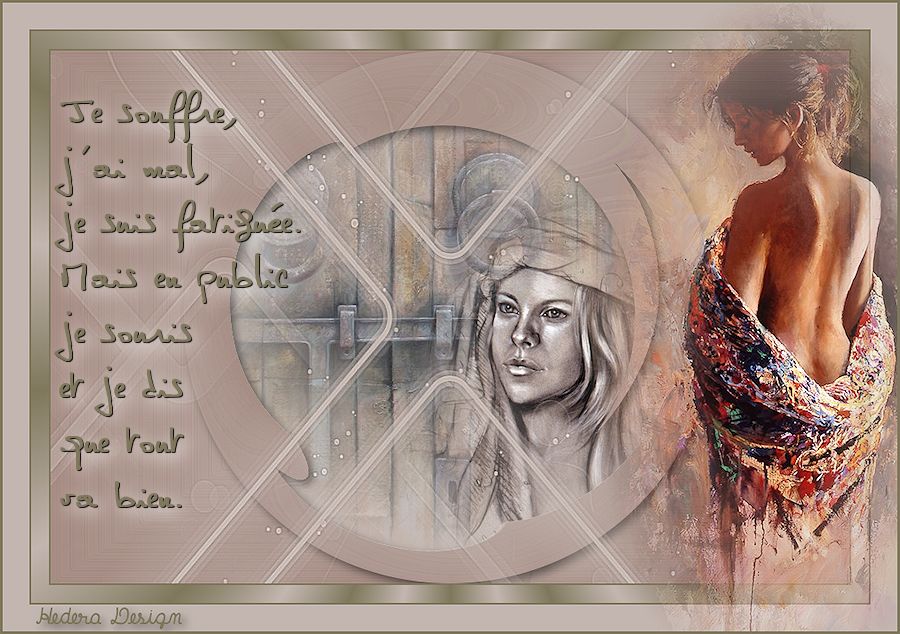 Je souffre,
j'ai mal,
je suis fatiguée.
Mais en public
je souris
et je dis
que tout
va bien.
Hedera Design